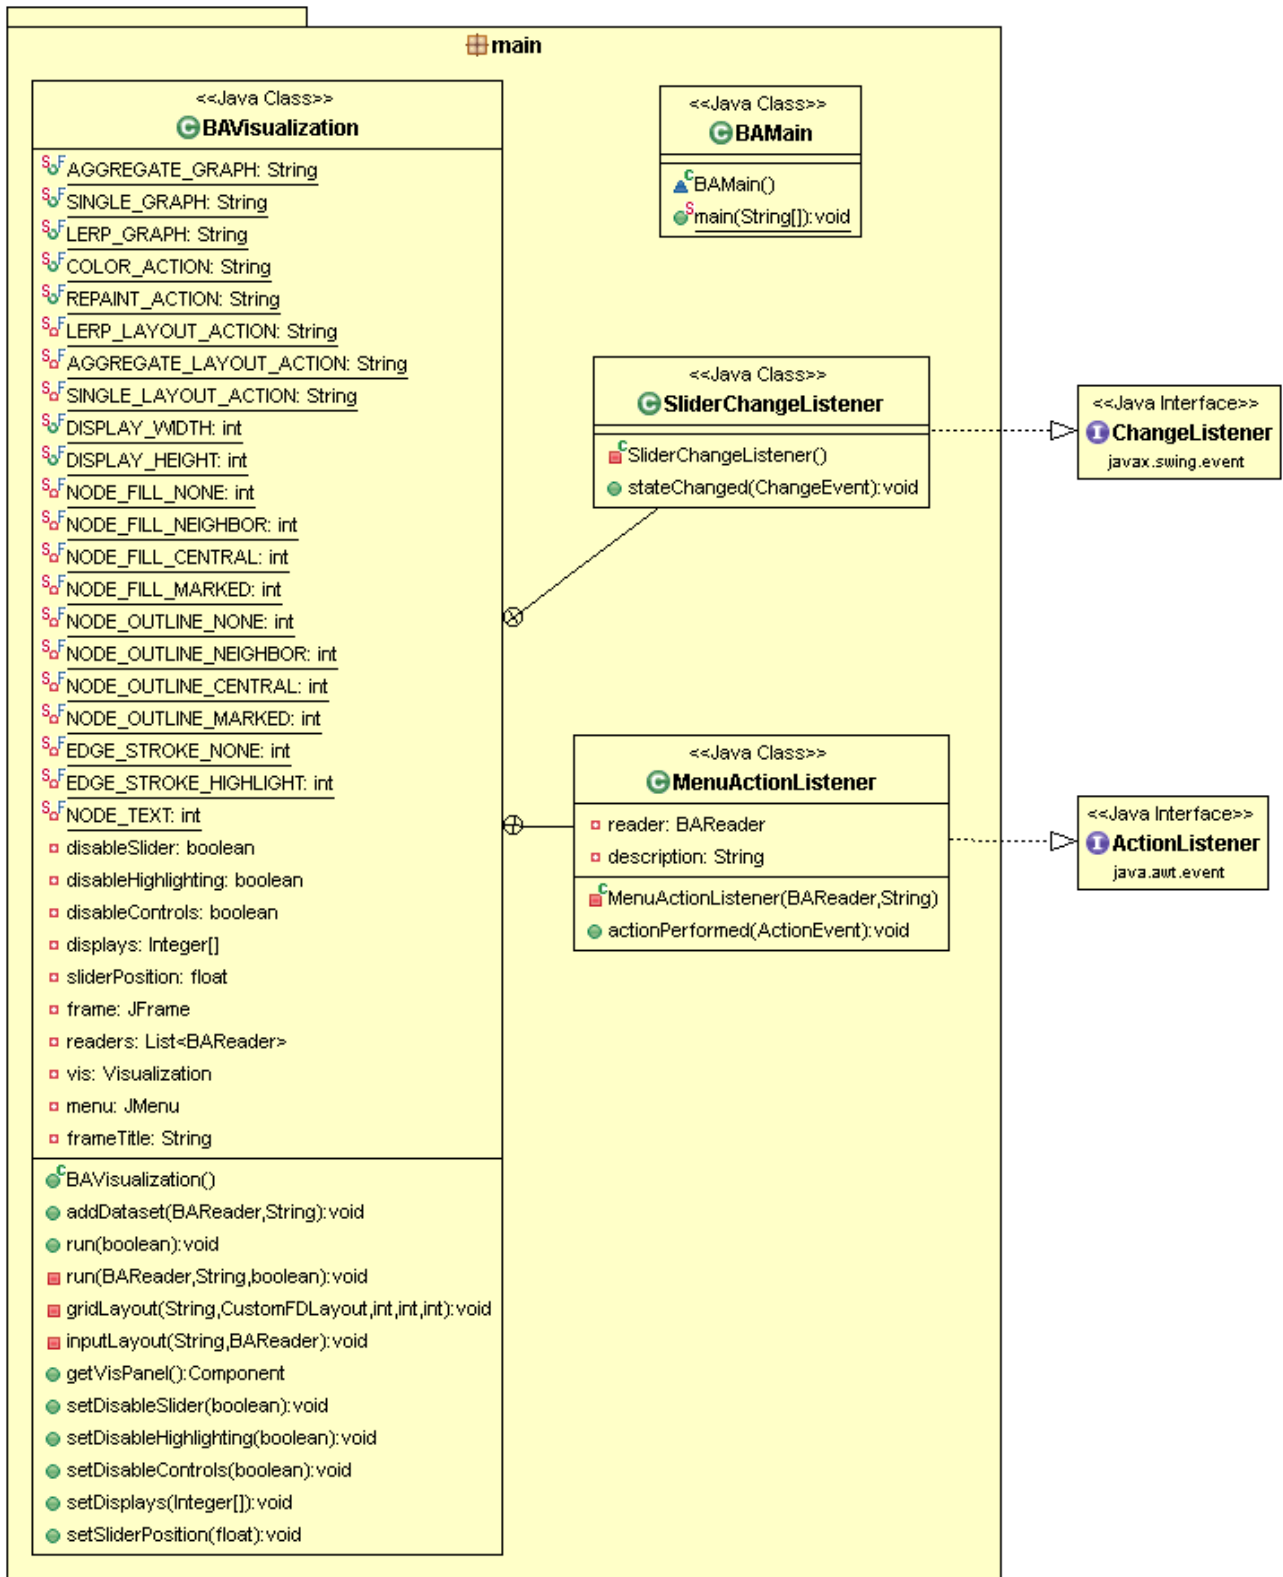 main
<<Java Class>>
BAVisualization
AGGREGATE_GRAPH: String
SINGLE_GRAPH: String
LERP_GRAPH: String
COLOR_ACTION: String
REPAINT_ACTION: String
LERP_LAYOUT_ACTION: String
AGGREGATE_LAYOUT_ACTION: String
SINGLE_LAYOUT_ACTION: String
DISPLAY_WIDTH: int
DISPLAY_HEIGHT: int
NODE_FILL_NONE: int
NODE_FILL_NEIGHBOR: int
NODE_FILL_CENTRAL: int
NODE_FILL_MARKED: int
NODE_OUTLINE_NONE: int
NODE_OUTLINE_NEIGHBOR: int
NODE_OUTLINE_CENTRAL: int
NODE_OUTLINE_MARKED: int
EDGE_STROKE_NONE: int
EDGE_STROKE_HIGHLIGHT: int
NODE_TEXT: int
disableSlider: boolean
disableHighlighting: boolean
disableControls: boolean
displays: Integer[]
sliderPosition: float
frame: JFrame
readers: List<BAReader>
vis: Visualization
menu: JMenu
frameTitle: String
BAVisualization()
addDataset(BAReader,String):void
run(boolean):void
run(BAReader,String,boolean):void
gridLayout(String,CustomFDLayout,int,int,int):void
inputLayout(String,BAReader):void
getVisPanel():Component
setDisableSlider(boolean):void
setDisableHighlighting(boolean):void
setDisableControls(boolean):void
setDisplays(Integer[]):void
setSliderPosition(float):void
<<Java Class>>
BAMain
BAMain()
main(String[]):void
<<Java Class>>
SliderChangeListener
SliderChangeListener()
stateChanged(ChangeEvent):void
<<Java Interface>>
ChangeListener
javax.swing.event
<<Java Class>>
MenuActionListener
reader: BAReader
description: String
MenuActionListener(BAReader,String)
actionPerformed(ActionEvent):void
<<Java Interface>>
ActionListener
java.awt.event